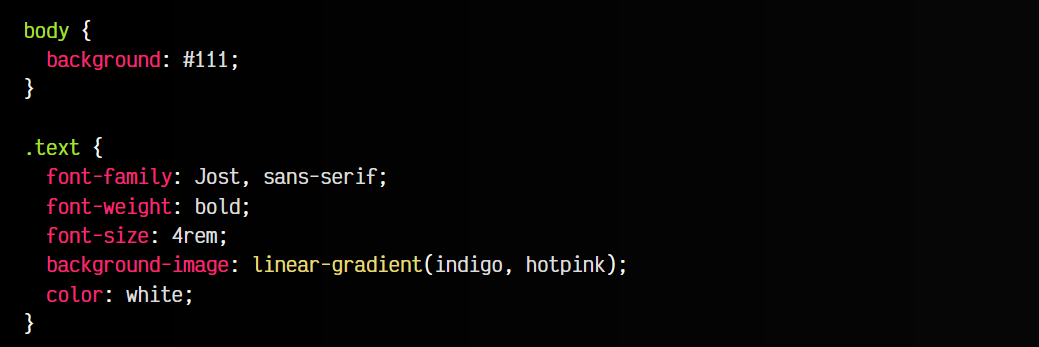 body {
  background: #111;
}

.text {
  font-family: Jost, sans-serif;
  font-weight: bold;
  font-size: 4rem;
  background-image: linear-gradient(indigo, hotpink);
  color: white;
}